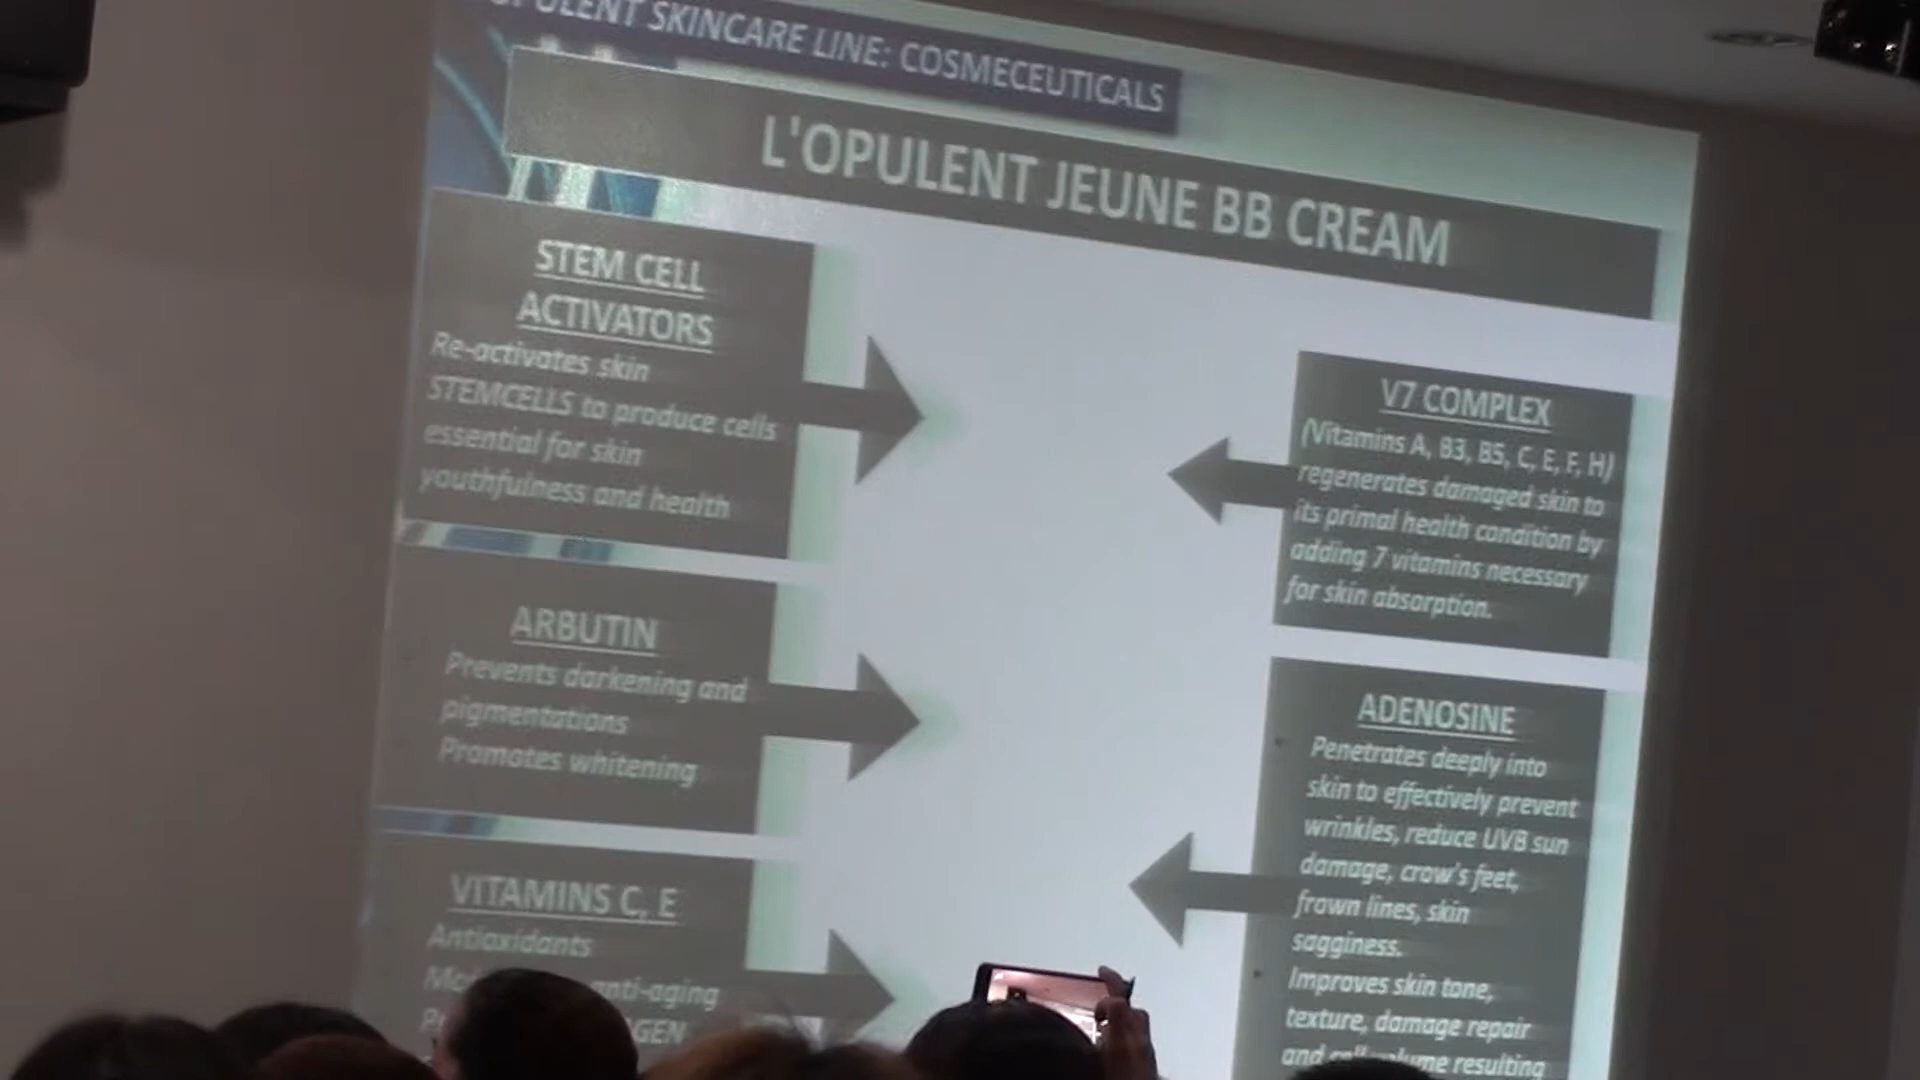 OPULENT SKINCARE LINE: COSMECEUTICALS
L'OPULENT JEUNE BB CREAM
STEM CELL
ACTIVATORS
Re-activates skin
STEMCELLS to produce cells
essential for skin
youthfulness and health
ARBUTIN
Prevents darkening and
pigmentations
Promotes whitening
VITAMINS C, E
Antioxidants
anti-aging
V7 COMPLEX
(Vitamins A, B3, B5, C, E, F, H)
regenerates damaged skin to
its primal health condition by
adding 7 vitamins necessary
for skin absorption.
ADENOSINE
Penetrates deeply into
skin to effectively prevent
wrinkles, reduce UVB sun
damage, crow's feet,
frown lines, skin
sagginess.
Improves skin tone,
texture, damage repair
and cell volume resulting